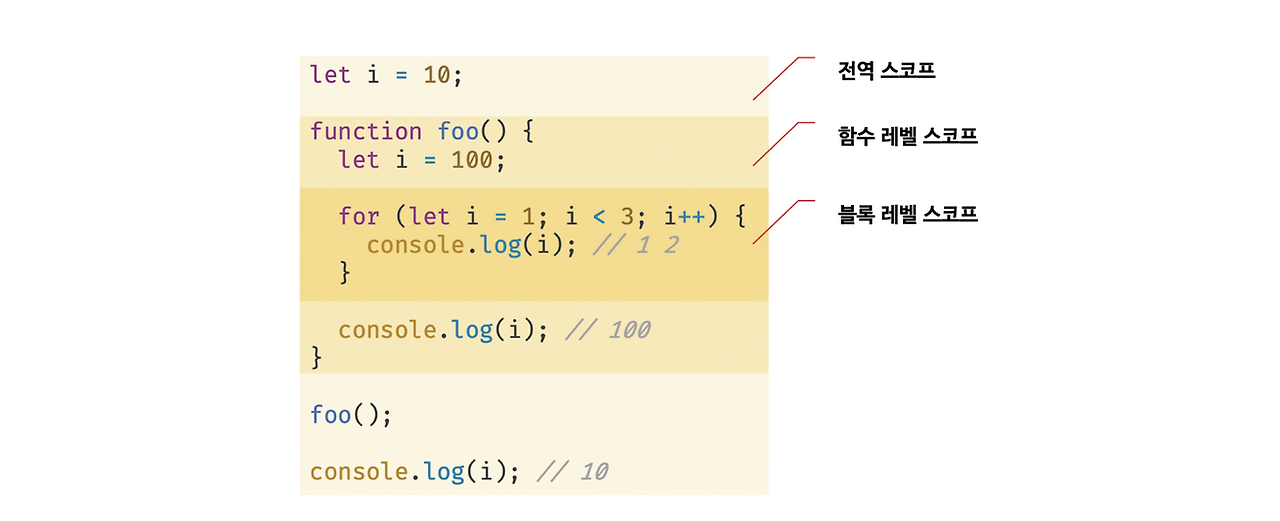 let i = 10;
function foo() {
  let i = 100;
  for (let i = 1; i < 3; i++) {
    console.log(i); // 1 2
  }
  console.log(i); // 100
}
foo();
console.log(i); // 10
전역 스코프
함수 레벨 스코프
블록 레벨 스코프